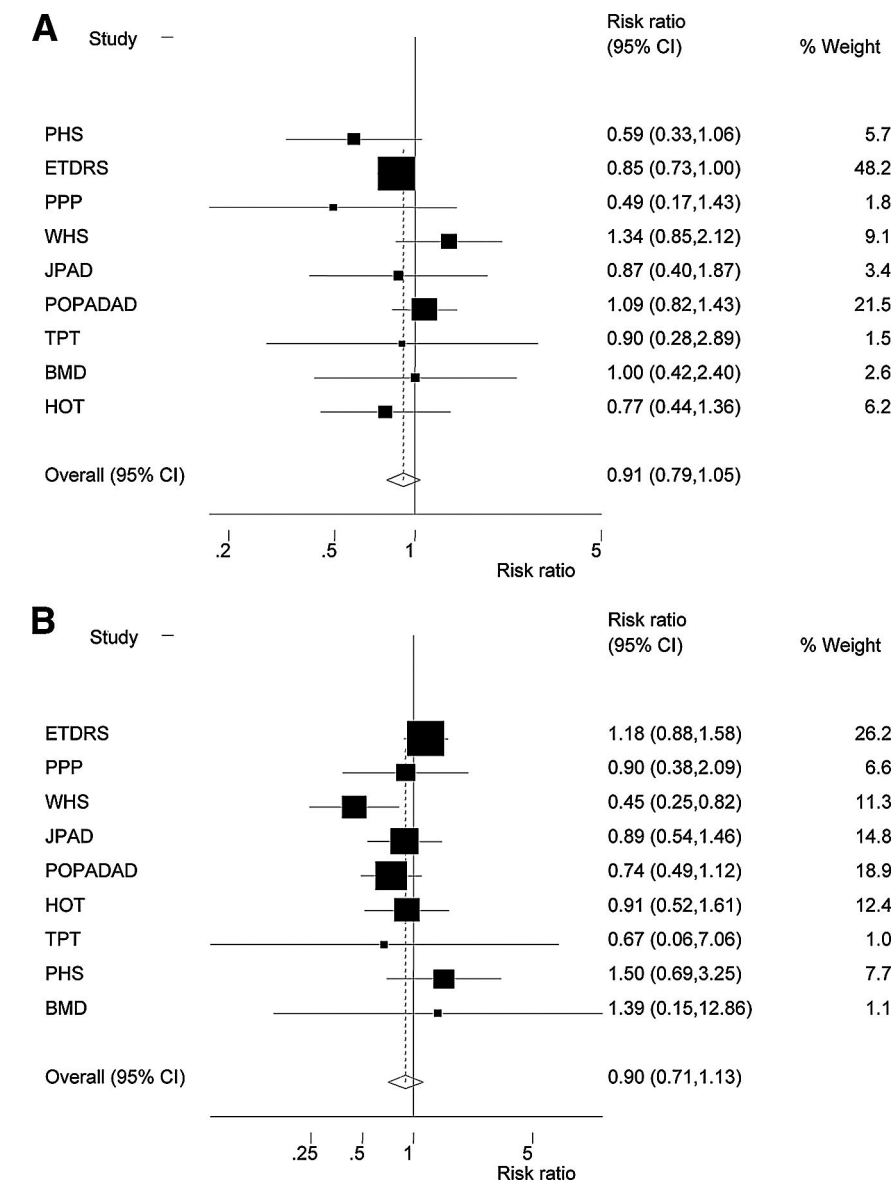 A
Study
Risk ratio
(95% CI)
% Weight
PHS 0.59 (0.33,1.06) 5.7
ETDRS 0.85 (0.73,1.00) 48.2
PPP 0.49 (0.17,1.43) 1.8
WHS 1.34 (0.85,2.12) 9.1
JPAD 0.87 (0.40,1.87) 3.4
POPADAD 1.09 (0.82,1.43) 21.5
TPT 0.90 (0.28,2.89) 1.5
BMD 1.00 (0.42,2.40) 2.6
HOT 0.77 (0.44,1.36) 6.2
Overall (95% CI) 0.91 (0.79,1.05)
.2 .5 1 5
Risk ratio
B
Study
Risk ratio
(95% CI)
% Weight
ETDRS 1.18 (0.88,1.58) 26.2
PPP 0.90 (0.38,2.09) 6.6
WHS 0.45 (0.25,0.82) 11.3
JPAD 0.89 (0.54,1.46) 14.8
POPADAD 0.74 (0.49,1.12) 18.9
HOT 0.91 (0.52,1.61) 12.4
TPT 0.67 (0.06,7.06) 1.0
PHS 1.50 (0.69,3.25) 7.7
BMD 1.39 (0.15,12.86) 1.1
Overall (95% CI) 0.90 (0.71,1.13)
.25 .5 1 5
Risk ratio